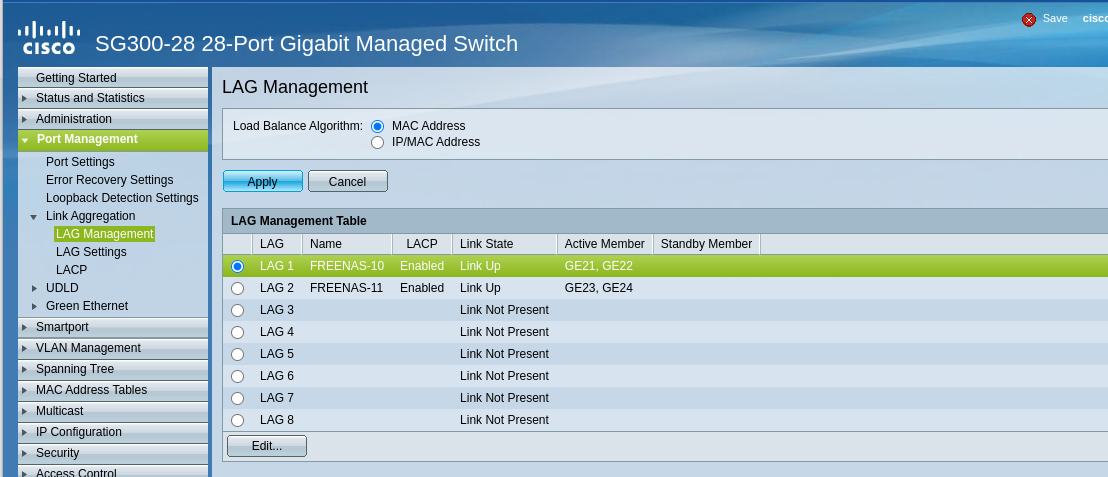 Save cisco
CISCO SG300-28 28-Port Gigabit Managed Switch
Getting Started
Status and Statistics
Administration
Port Management
Port Settings
Error Recovery Settings
Loopback Detection Settings
Link Aggregation
LAG Management
LAG Settings
LACP
UDLD
Green Ethernet
Smartport
VLAN Management
Spanning Tree
MAC Address Tables
Multicast
IP Configuration
Security
Access Control
LAG Management
Load Balance Algorithm: MAC Address
IP/MAC Address
Apply Cancel
LAG Management Table
LAG Name LACP Link State Active Member Standby Member
LAG 1 FREENAS-10 Enabled Link Up GE21, GE22
LAG 2 FREENAS-11 Enabled Link Up GE23, GE24
LAG 3 Link Not Present
LAG 4 Link Not Present
LAG 5 Link Not Present
LAG 6 Link Not Present
LAG 7 Link Not Present
LAG 8 Link Not Present
Edit...